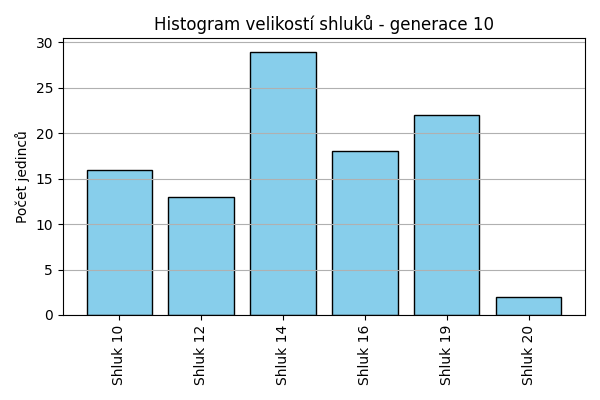 Histogram velikostí shluků - generace 10
Počet jedinců
30
25
20
15
10
5
0
Shluk 10
Shluk 12
Shluk 14
Shluk 16
Shluk 19
Shluk 20